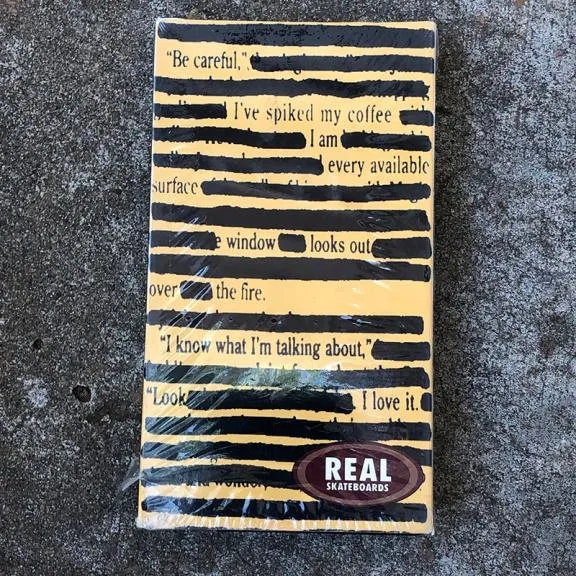 "Be careful,"
I've spiked my coffee
I am
every available
surface
window looks out
over the fire.
"I know what I'm talking about,"
"Look I love it.
REAL
SKATEBOARDS